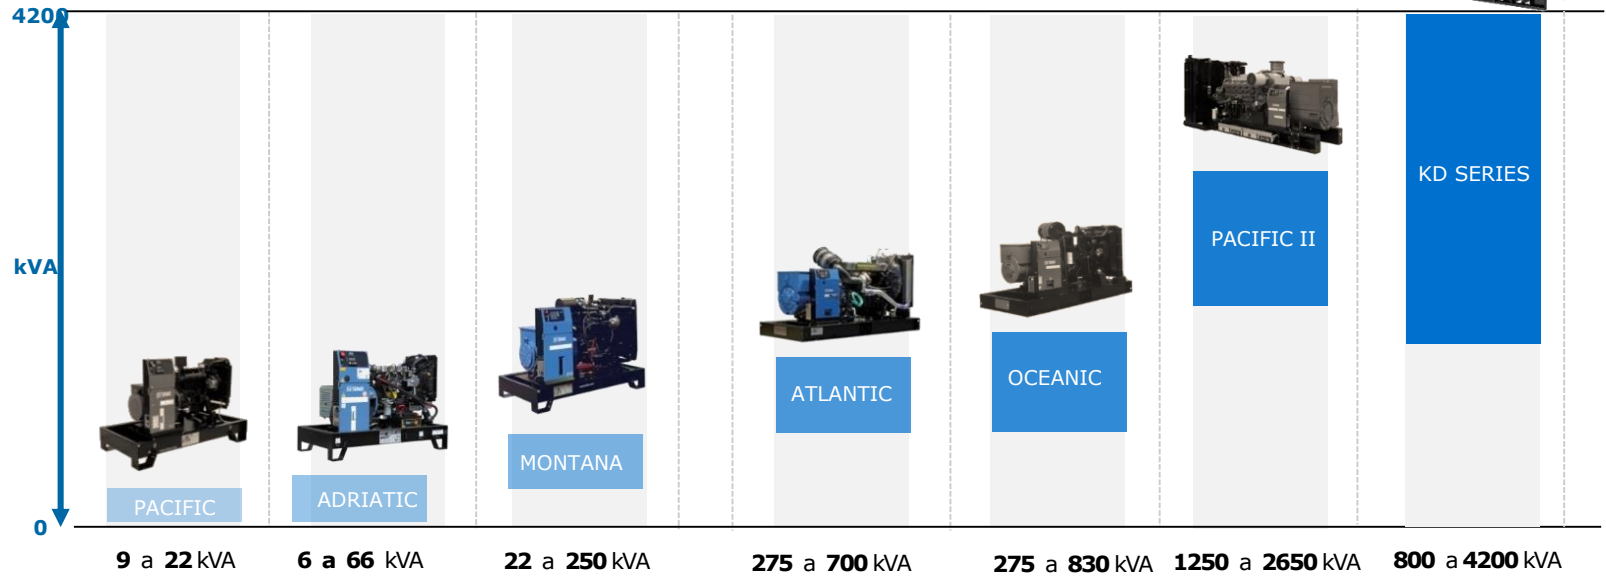 4200
kVA
0
KD SERIES
PACIFIC II
OCEANIC
ATLANTIC
MONTANA
ADRIATIC
PACIFIC
9 a 22 kVA
6 a 66 kVA
22 a 250 kVA
275 a 700 kVA
275 a 830 kVA
1250 a 2650 kVA
800 a 4200 kVA